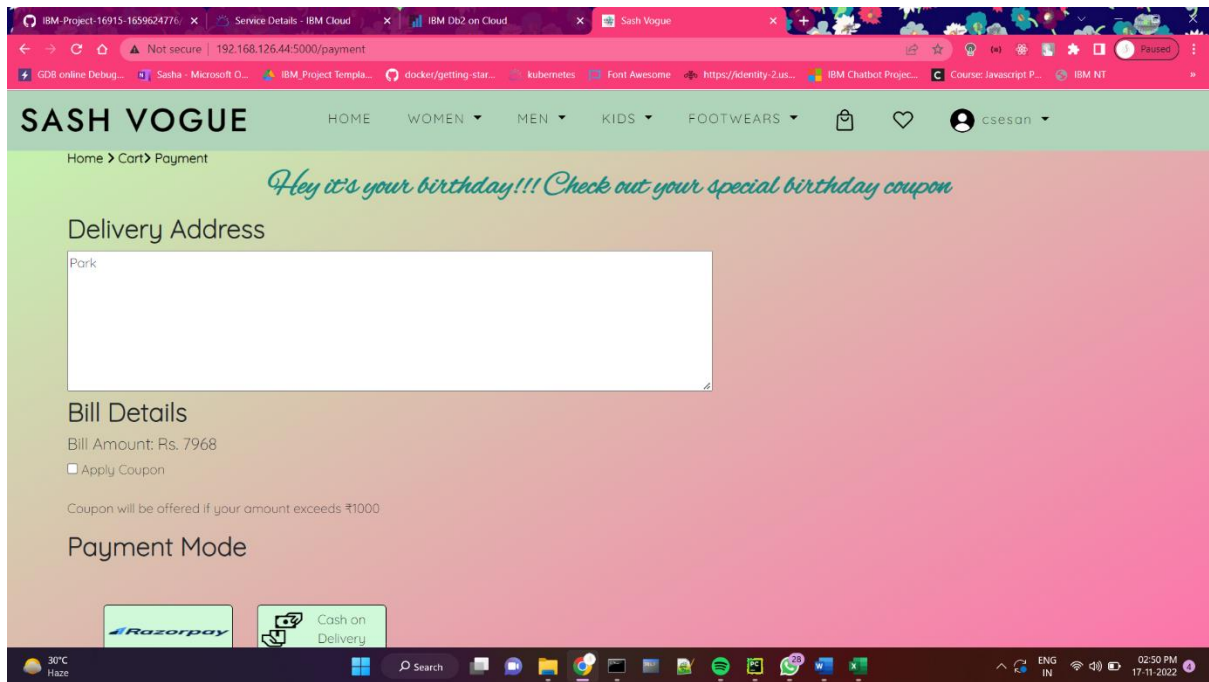 IBM-Project-16915-1659624776/ Service Details - IBM Cloud IBM Db2 on Cloud Sash Vogue
Not secure 192.168.126.44:5000/payment Paused
GDB online Debug... Sasha - Microsoft O... IBM_Project Templa... docker/getting-star... kubernetes Font Awesome https://identity-2.us... IBM Chatbot Projec... Course: Javascript P... IBM NT »
SASH VOGUE HOME WOMEN MEN KIDS FOOTWEARS csesan
Home > Cart> Payment
Hey it's your birthday!!! Check out your special birthday coupon
Delivery Address
Park
Bill Details
Bill Amount: Rs. 7968
Apply Coupon
Coupon will be offered if your amount exceeds ₹1000
Payment Mode
Razorpay Cash on
Delivery
30°C Search 28 ENG 02:50 PM
Haze IN 17-11-2022 4